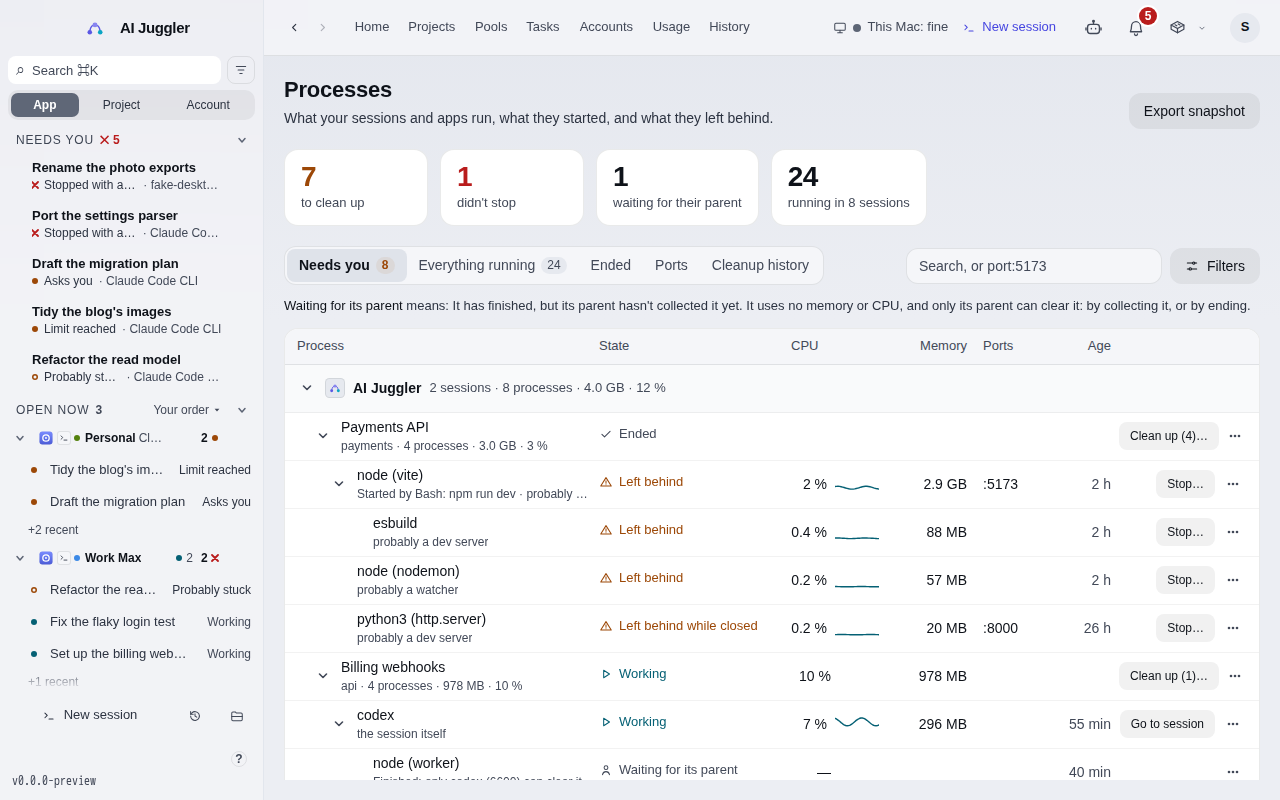 AI Juggler
Search ⌘K
App Project Account
NEEDS YOU 5
Rename the photo exports
Stopped with a… · fake-deskt…
Port the settings parser
Stopped with a… · Claude Co…
Draft the migration plan
Asks you · Claude Code CLI
Tidy the blog's images
Limit reached · Claude Code CLI
Refactor the read model
Probably st… · Claude Code …
OPEN NOW 3 Your order
Personal Cl… 2
Tidy the blog's im… Limit reached
Draft the migration plan Asks you
+2 recent
Work Max 2 2
Refactor the rea… Probably stuck
Fix the flaky login test Working
Set up the billing web… Working
+1 recent
New session
?
v0.0.0-preview
Home Projects Pools Tasks Accounts Usage History
This Mac: fine New session 5 S
Processes
What your sessions and apps run, what they started, and what they left behind.
Export snapshot
7
to clean up
1
didn't stop
1
waiting for their parent
24
running in 8 sessions
Needs you 8 Everything running 24 Ended Ports Cleanup history
Search, or port:5173 Filters
Waiting for its parent means: It has finished, but its parent hasn't collected it yet. It uses no memory or CPU, and only its parent can clear it: by collecting it, or by ending.
Process State CPU Memory Ports Age
AI Juggler 2 sessions · 8 processes · 4.0 GB · 12 %
Payments API
payments · 4 processes · 3.0 GB · 3 %
Ended Clean up (4)…
node (vite)
Started by Bash: npm run dev · probably …
Left behind 2 % 2.9 GB :5173 2 h Stop…
esbuild
probably a dev server
Left behind 0.4 % 88 MB 2 h Stop…
node (nodemon)
probably a watcher
Left behind 0.2 % 57 MB 2 h Stop…
python3 (http.server)
probably a dev server
Left behind while closed 0.2 % 20 MB :8000 26 h Stop…
Billing webhooks
api · 4 processes · 978 MB · 10 %
Working 10 % 978 MB Clean up (1)…
codex
the session itself
Working 7 % 296 MB 55 min Go to session
node (worker)
Finished: only codex (6600) can clear it
Waiting for its parent — 40 min